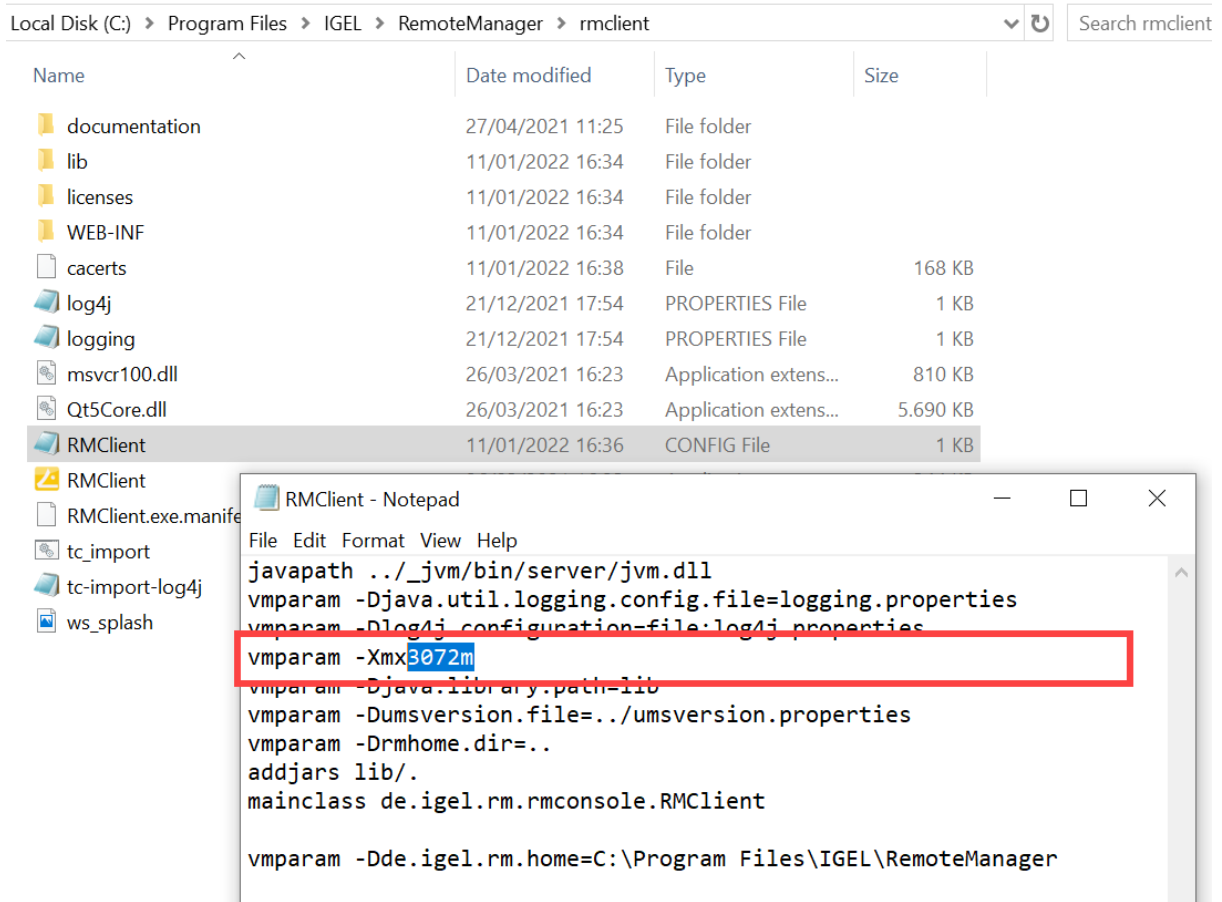 Local Disk (C:) > Program Files > IGEL > RemoteManager > rmclient
Search rmclient
Name Date modified Type Size
documentation 27/04/2021 11:25 File folder
lib 11/01/2022 16:34 File folder
licenses 11/01/2022 16:34 File folder
WEB-INF 11/01/2022 16:34 File folder
cacerts 11/01/2022 16:38 File 168 KB
log4j 21/12/2021 17:54 PROPERTIES File 1 KB
logging 21/12/2021 17:54 PROPERTIES File 1 KB
msvcr100.dll 26/03/2021 16:23 Application extens... 810 KB
Qt5Core.dll 26/03/2021 16:23 Application extens... 5.690 KB
RMClient 11/01/2022 16:36 CONFIG File 1 KB
RMClient
RMClient.exe.manife
tc_import
tc-import-log4j
ws_splash
RMClient - Notepad
File Edit Format View Help
javapath ../_jvm/bin/server/jvm.dll
vmparam -Djava.util.logging.config.file=logging.properties
vmparam -Dlog4j.configuration=file:log4j.properties
vmparam -Xmx3072m
vmparam -Djava.library.path=lib
vmparam -Dumsversion.file=../umsversion.properties
vmparam -Drmhome.dir=..
addjars lib/.
mainclass de.igel.rm.rmconsole.RMClient
vmparam -Dde.igel.rm.home=C:\Program Files\IGEL\RemoteManager